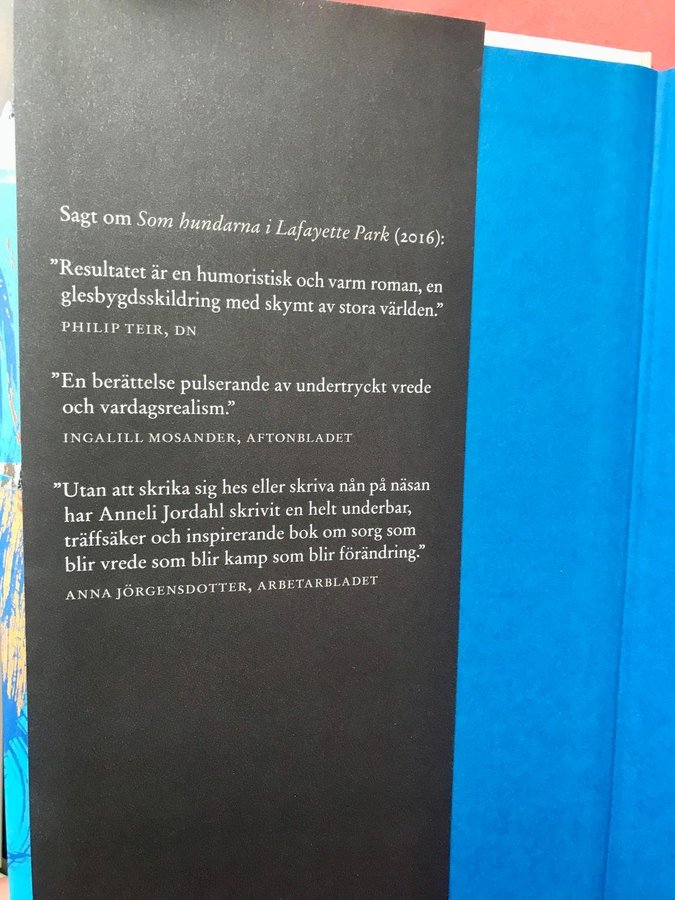 Sagt om Som hundarna i Lafayette Park (2016):
”Resultatet är en humoristisk och varm roman, en
glesbygdsskildring med skymt av stora världen.”
PHILIP TEIR, DN
”En berättelse pulserande av undertryckt vrede
och vardagsrealism.”
INGALILL MOSANDER, AFTONBLADET
”Utan att skrika sig hes eller skriva nån på näsan
har Anneli Jordahl skrivit en helt underbar,
träffsäker och inspirerande bok om sorg som
blir vrede som blir kamp som blir förändring.”
ANNA JÖRGENSDOTTER, ARBETARBLADET